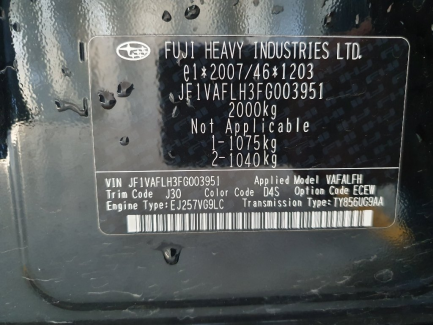 FUJI HEAVY INDUSTRIES LTD.
e1*2007/46*1203
JF1VAFLH3FG003951
2000kg
Not Applicable
1-1075kg
2-1040kg
VIN JF1VAFLH3FG003951 Applied Model VAFALFH
Trim Code J30 Color Code D4S Option Code ECEW
Engine Type: EJ257VG9LC Transmission Type: TY856UG9AA